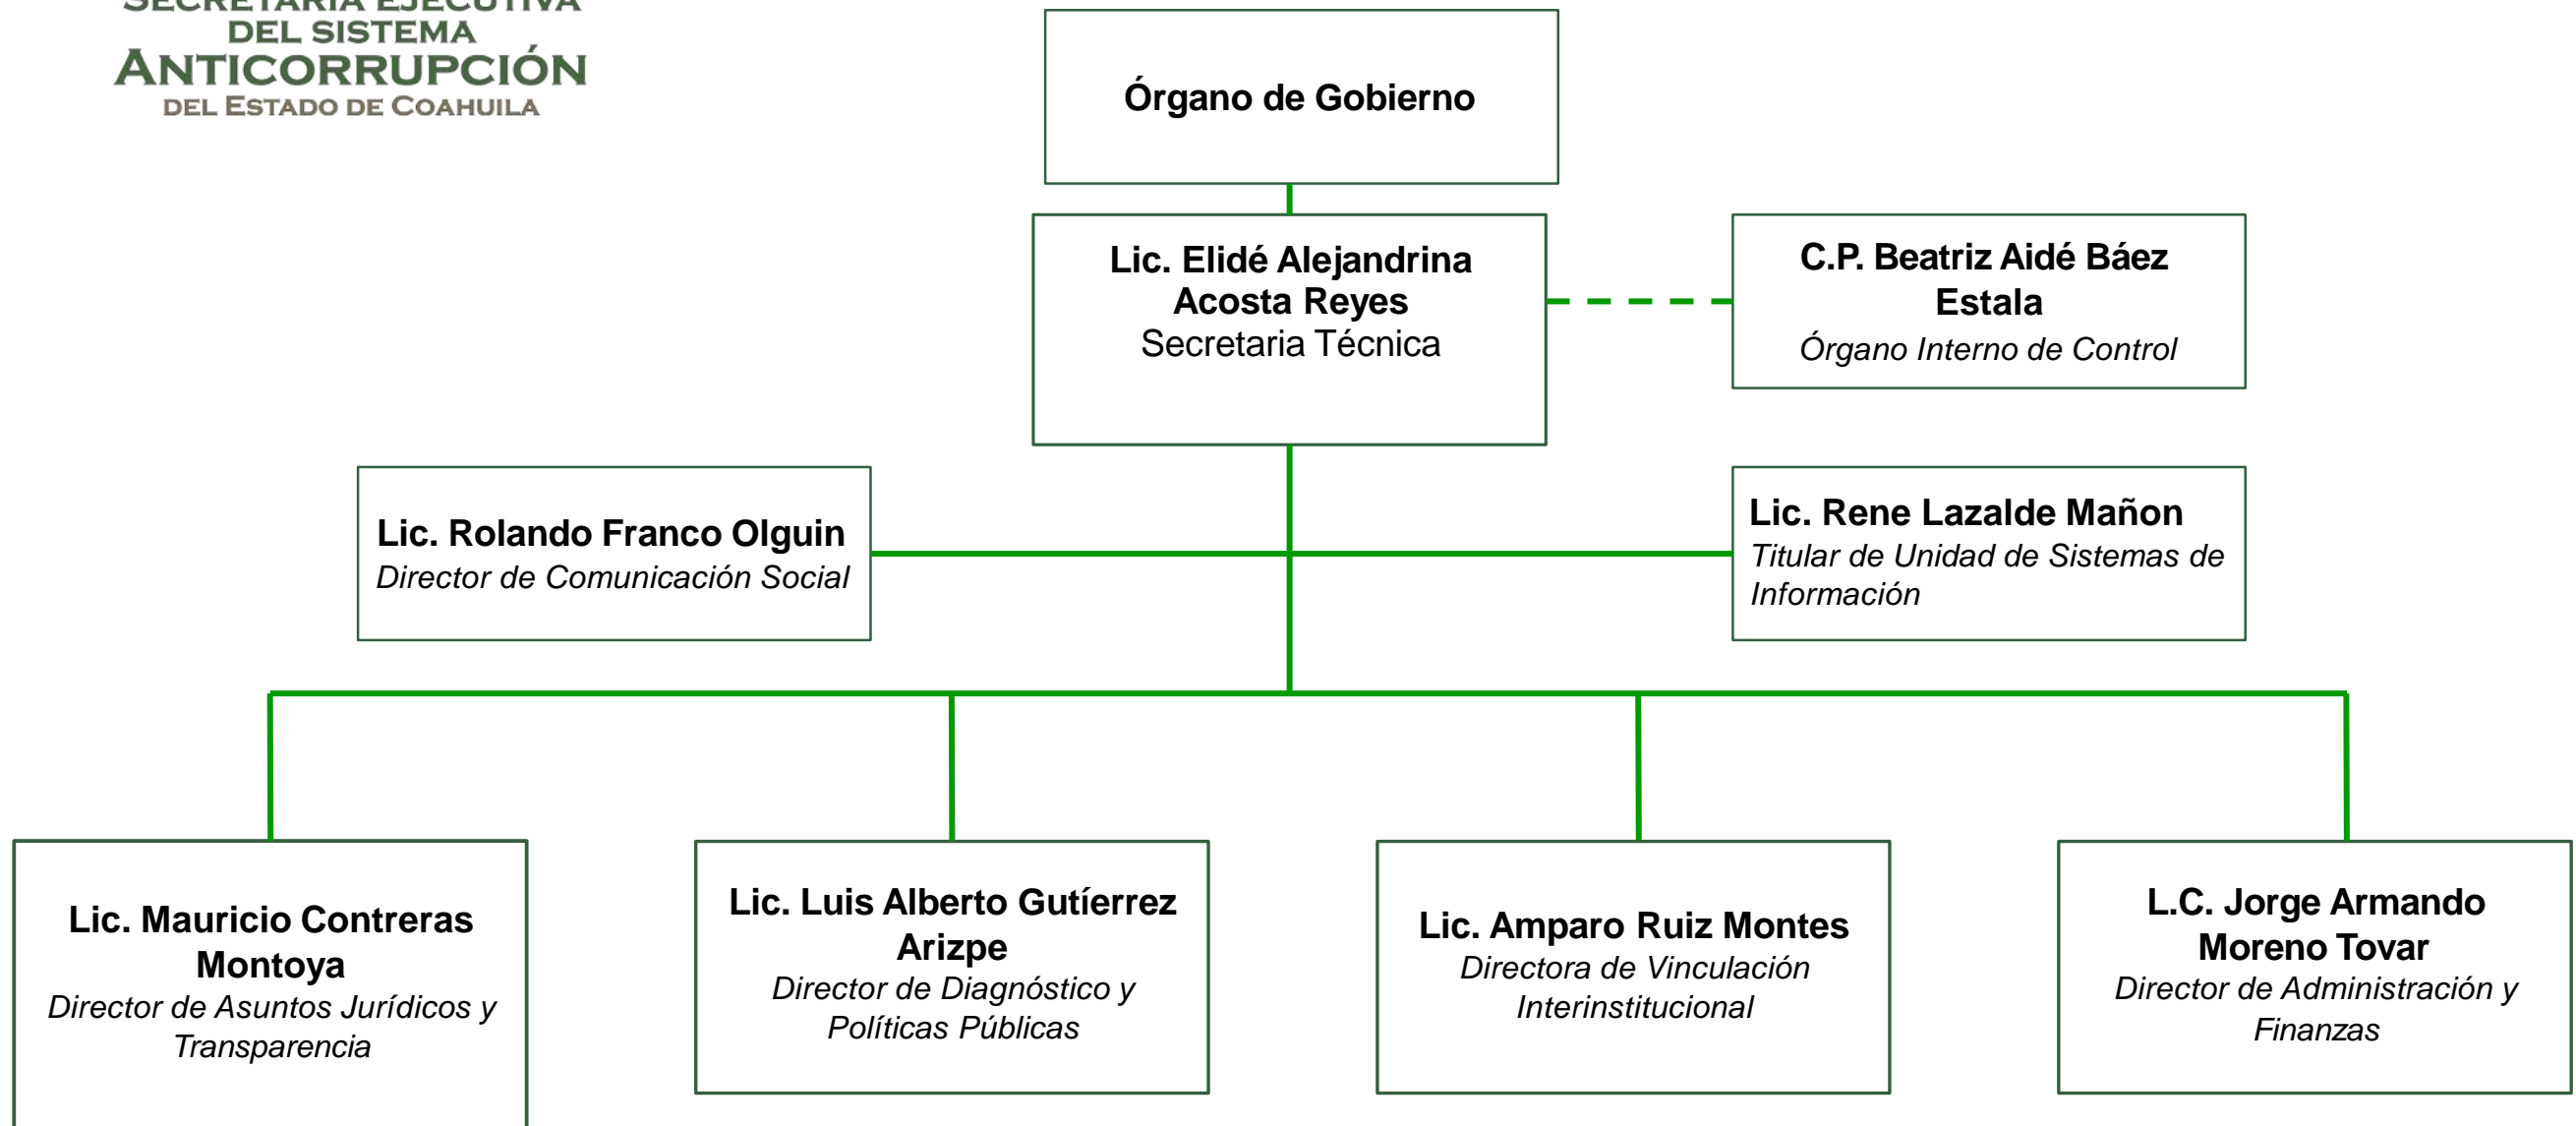 SECRETARÍA EJECUTIVA
DEL SISTEMA
ANTICORRUPCIÓN
DEL ESTADO DE COAHUILA
Órgano de Gobierno
Lic. Elidé Alejandrina
Acosta Reyes
Secretaria Técnica
C.P. Beatriz Aidé Báez
Estala
Órgano Interno de Control
Lic. Rolando Franco Olguin
Director de Comunicación Social
Lic. Rene Lazalde Mañon
Titular de Unidad de Sistemas de
Información
Lic. Mauricio Contreras
Montoya
Director de Asuntos Jurídicos y
Transparencia
Lic. Luis Alberto Gutíerrez
Arizpe
Director de Diagnóstico y
Políticas Públicas
Lic. Amparo Ruiz Montes
Directora de Vinculación
Interinstitucional
L.C. Jorge Armando
Moreno Tovar
Director de Administración y
Finanzas